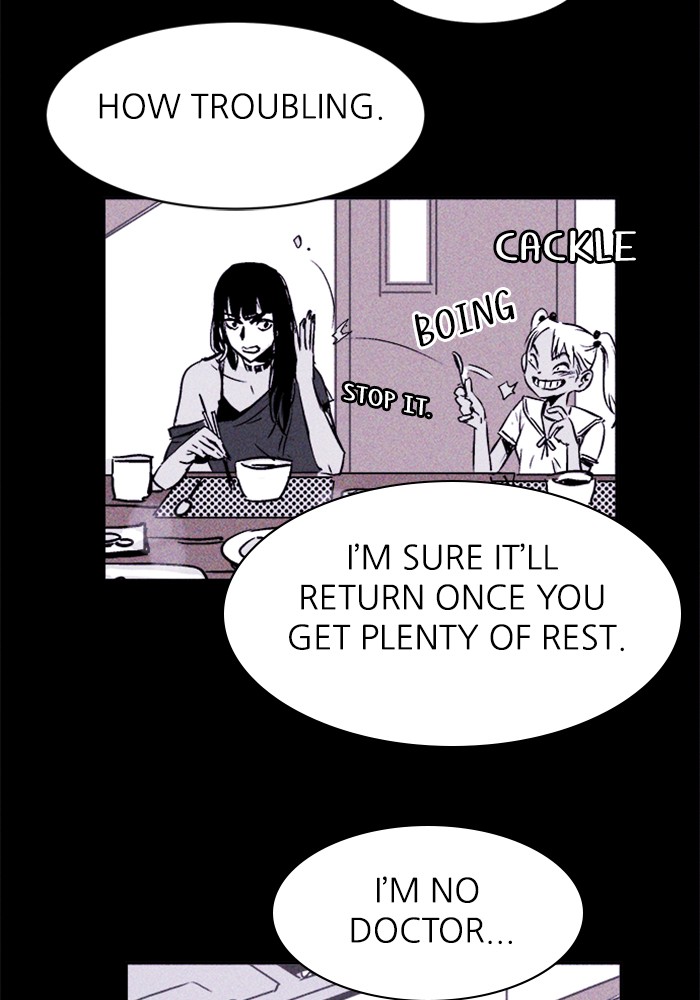 HOW TROUBLING.
CACKLE
BOING
STOP IT.
I'M SURE IT'LL
RETURN ONCE YOU
GET PLENTY OF REST.
I'M NO
DOCTOR...